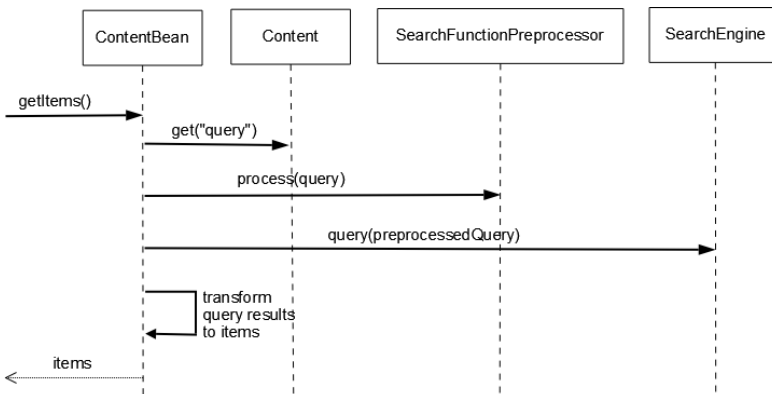 ContentBean
Content
SearchFunctionPreprocessor
SearchEngine
getItems()
get("query")
process(query)
query(preprocessedQuery)
transform
query results
to items
items